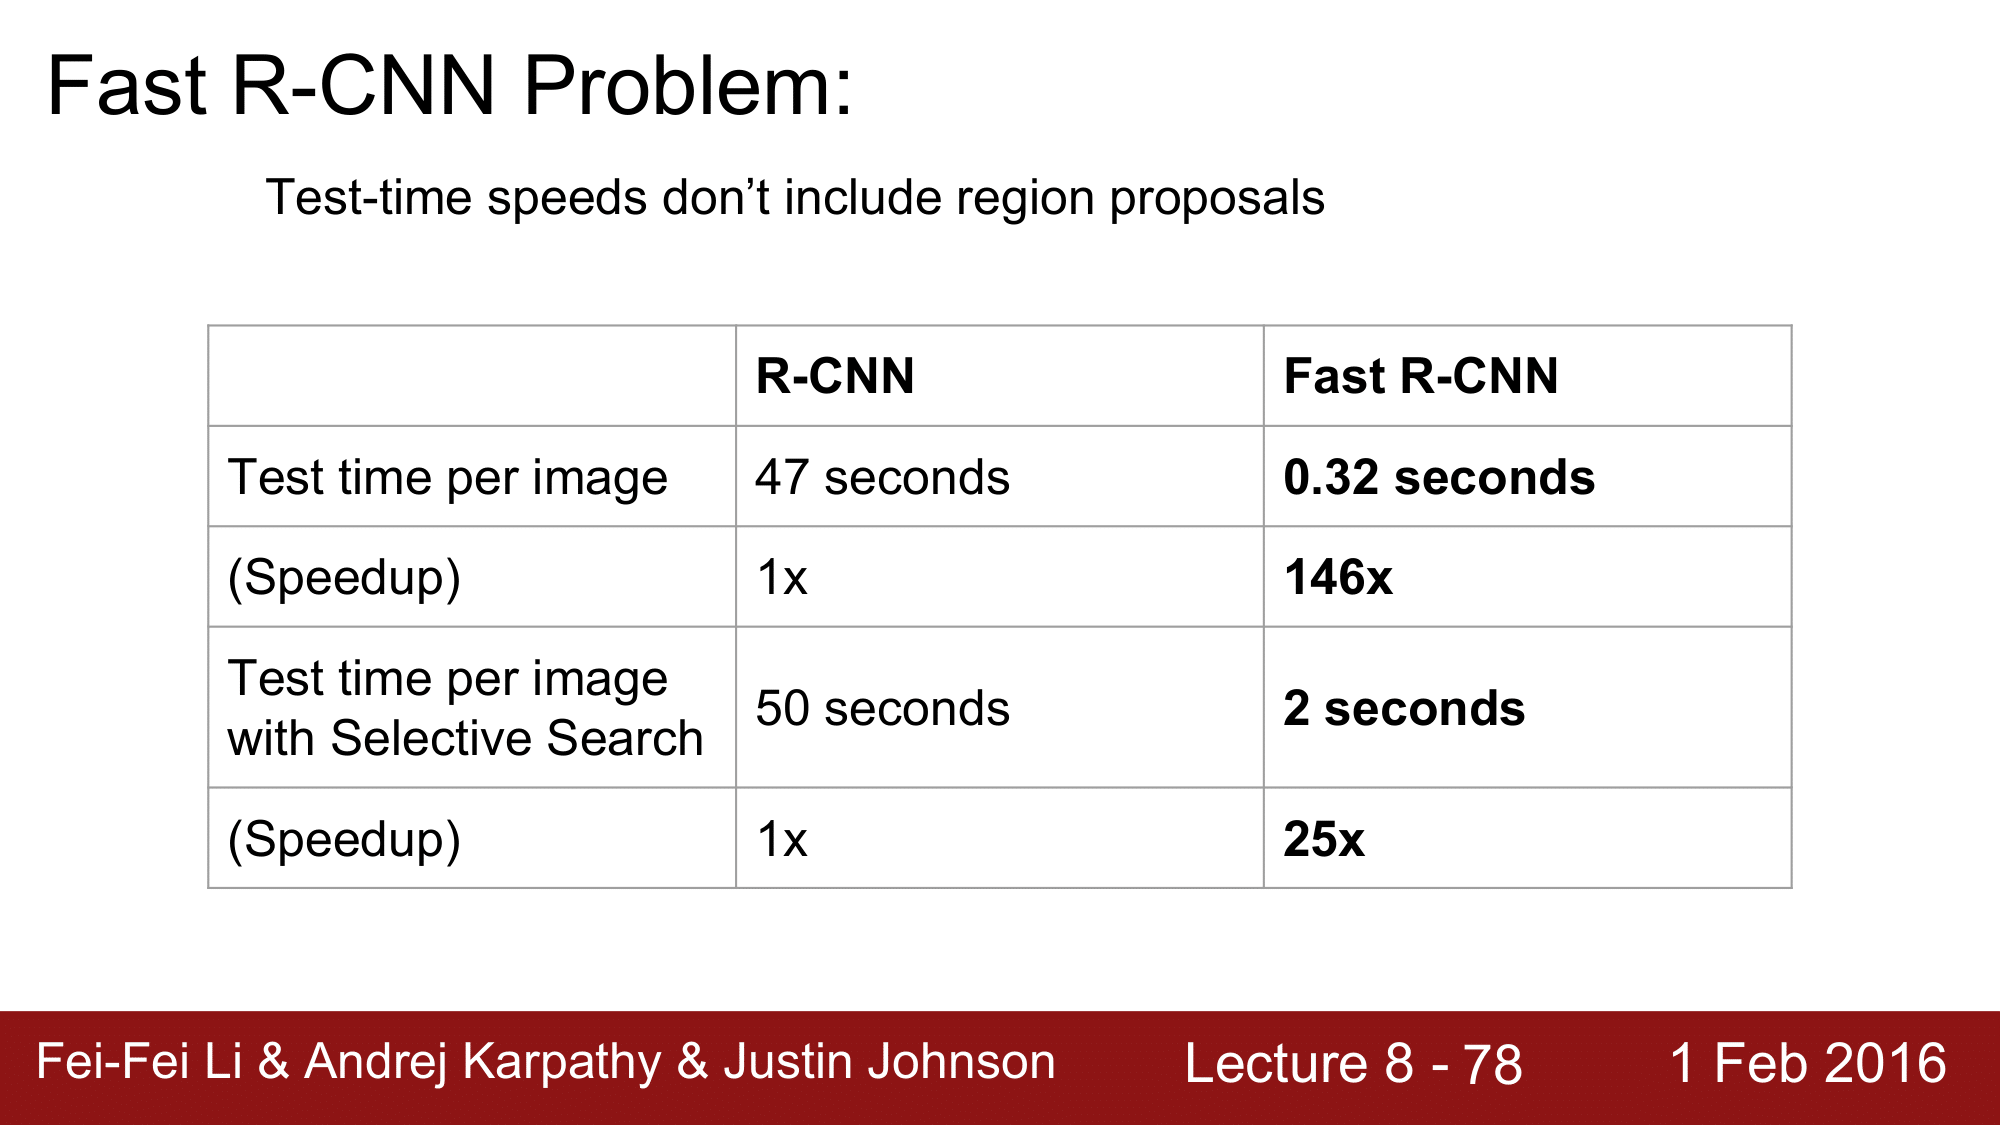 Fast R-CNN Problem:
Test-time speeds don’t include region proposals
R-CNN
Fast R-CNN
Test time per image
47 seconds
0.32 seconds
(Speedup)
1x
146x
Test time per image
with Selective Search
50 seconds
2 seconds
(Speedup)
1x
25x
Fei-Fei Li & Andrej Karpathy & Justin Johnson
Lecture 8 - 78
1 Feb 2016